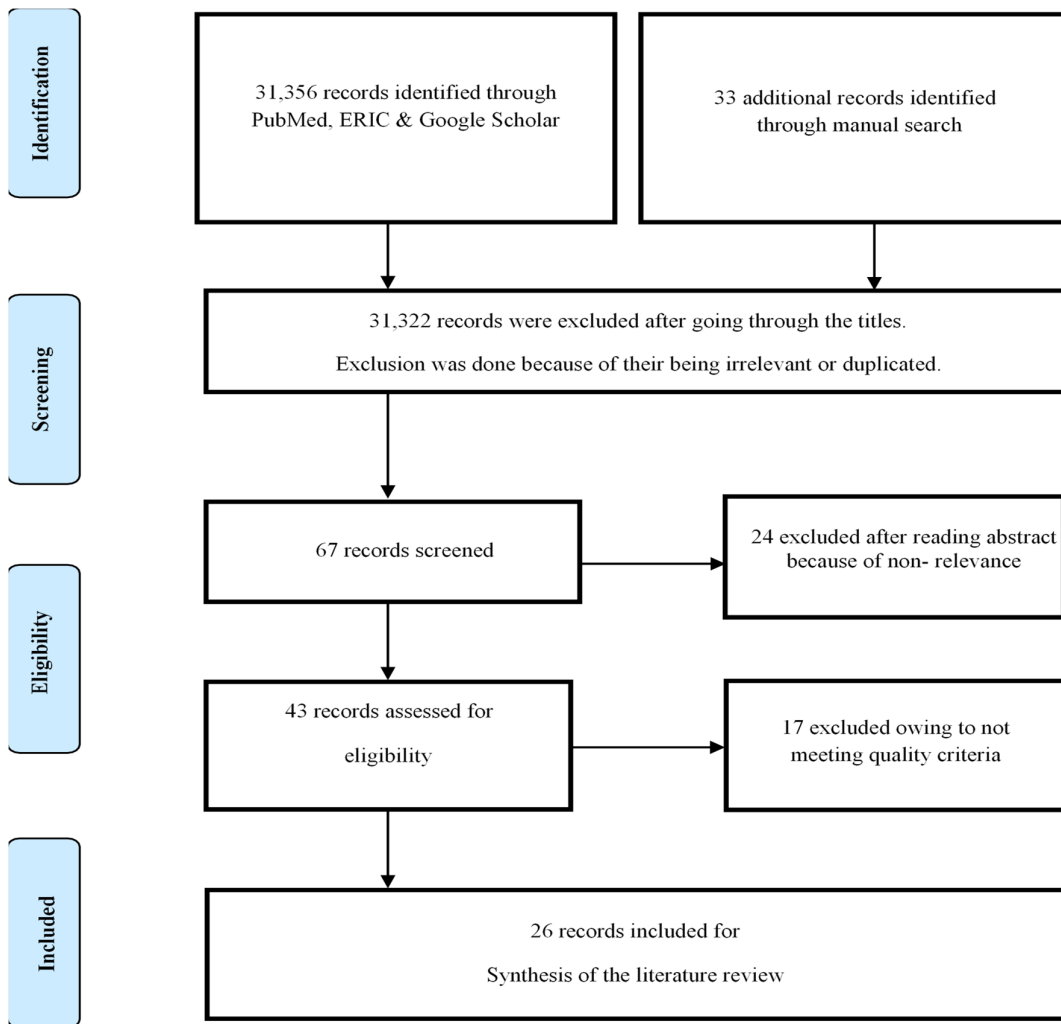 Identification
31,356 records identified through
PubMed, ERIC & Google Scholar
33 additional records identified
through manual search
Screening
31,322 records were excluded after going through the titles.
Exclusion was done because of their being irrelevant or duplicated.
67 records screened
24 excluded after reading abstract
because of non- relevance
Eligibility
43 records assessed for
eligibility
17 excluded owing to not
meeting quality criteria
Included
26 records included for
Synthesis of the literature review